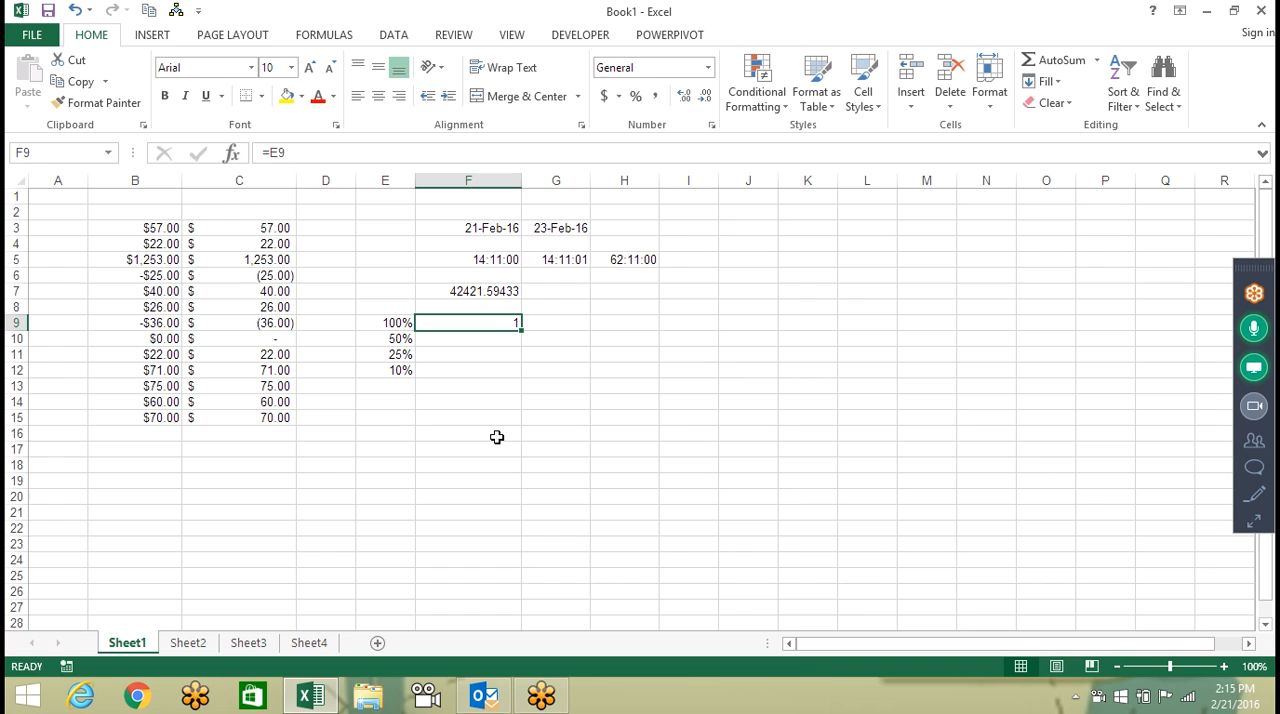 Book1 - Excel
?
FILE HOME INSERT PAGE LAYOUT FORMULAS DATA REVIEW VIEW DEVELOPER POWERPIVOT Sign in
Paste Cut Copy Format Painter
Arial 10
B I U A
Wrap Text
Merge & Center
General
$ % ,
Conditional Formatting
Format as Table
Cell Styles
Insert Delete Format
AutoSum Fill Clear
Sort & Filter
Find & Select
Clipboard Font Alignment Number Styles Cells Editing
F9 fx =E9
A B C D E F G H I J K L M N O P Q R
1
2
3 $57.00 $ 57.00 21-Feb-16 23-Feb-16
4 $22.00 $ 22.00
5 $1,253.00 $ 1,253.00 14:11:00 14:11:01 62:11:00
6 -$25.00 $ (25.00)
7 $40.00 $ 40.00 42421.59433
8 $26.00 $ 26.00
9 -$36.00 $ (36.00) 100% 1
10 $0.00 $ - 50%
11 $22.00 $ 22.00 25%
12 $71.00 $ 71.00 10%
13 $75.00 $ 75.00
14 $60.00 $ 60.00
15 $70.00 $ 70.00
16
17
18
19
20
21
22
23
24
25
26
27
28
Sheet1 Sheet2 Sheet3 Sheet4
READY 100%
2:15 PM
2/21/2016